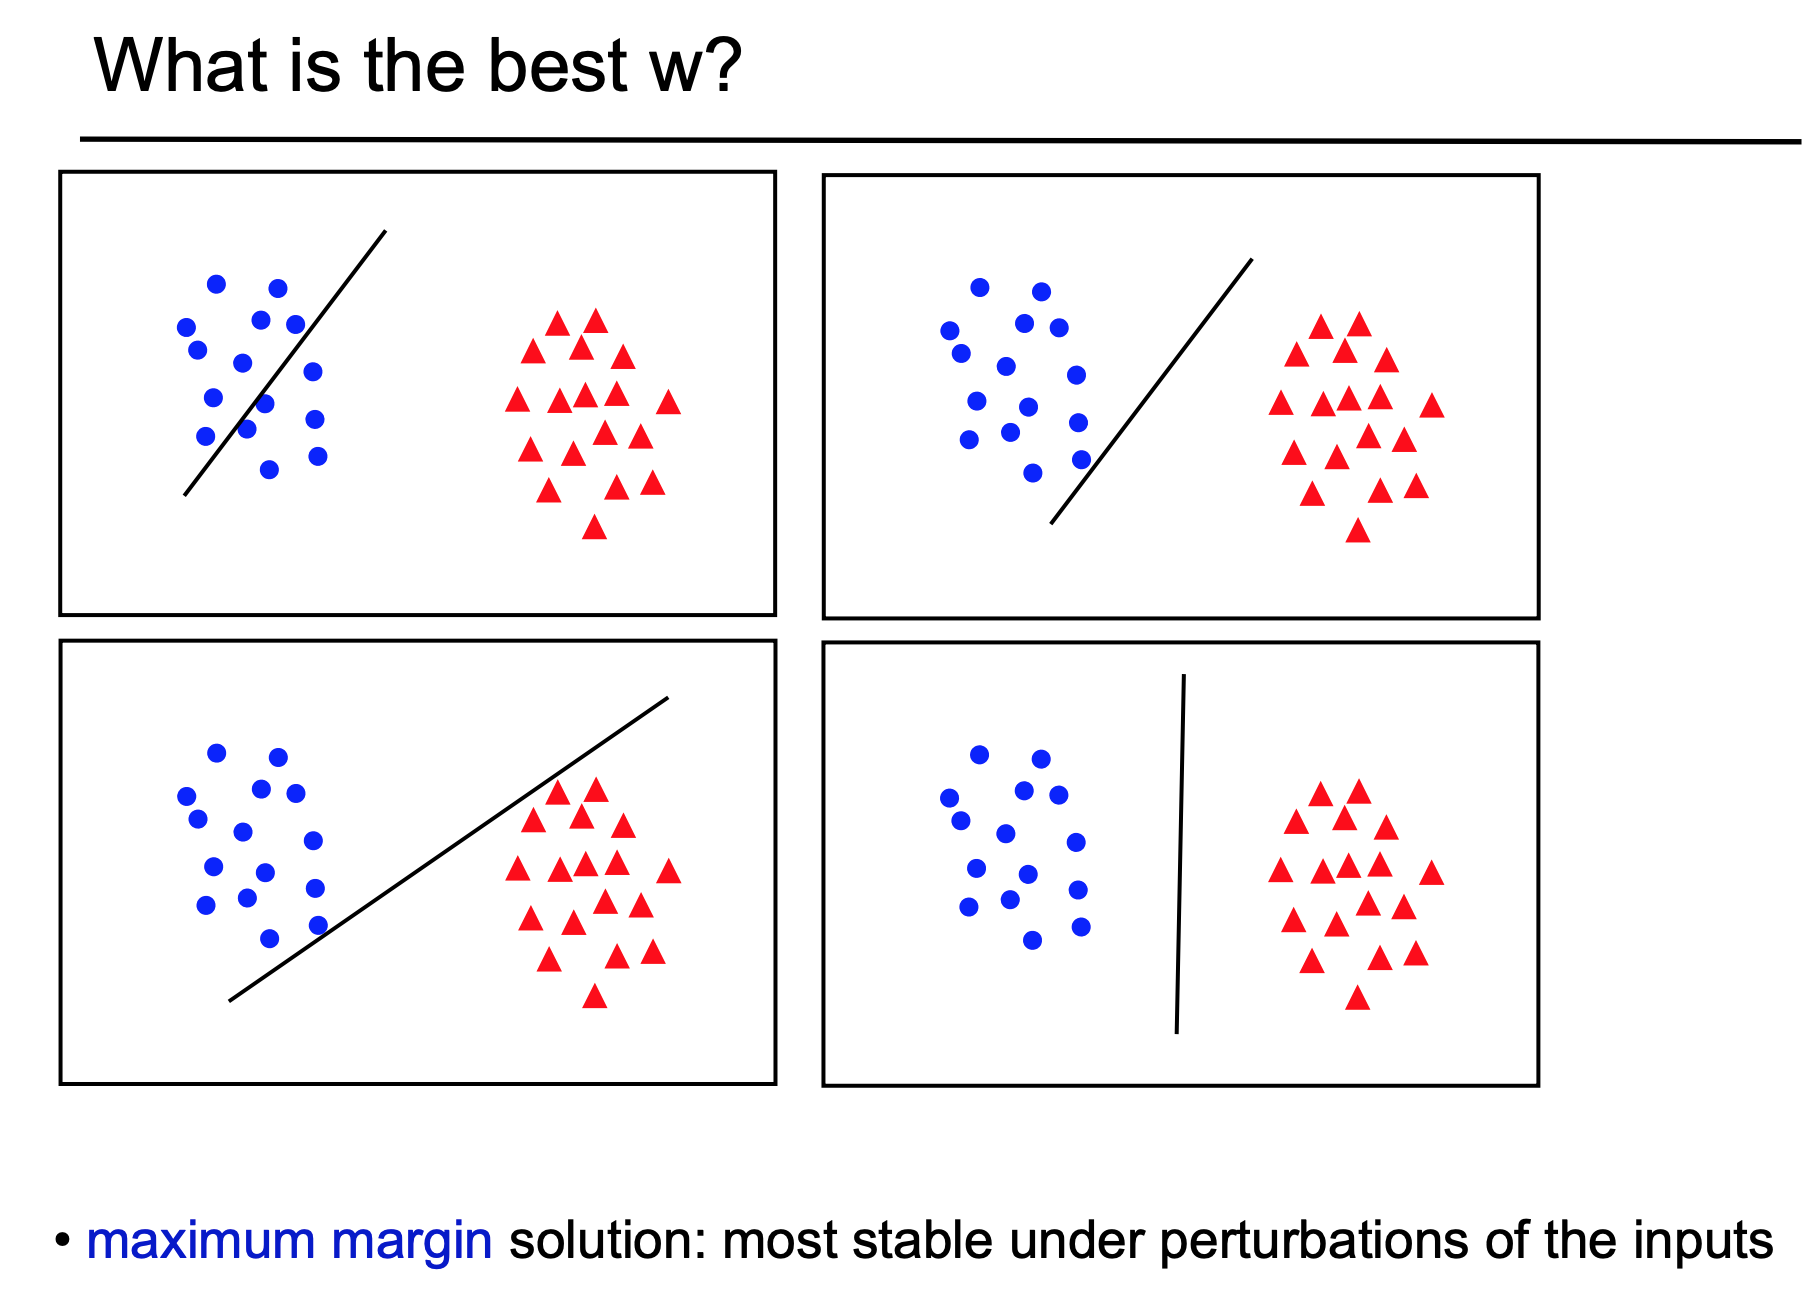 What is the best w?
• maximum margin solution: most stable under perturbations of the inputs